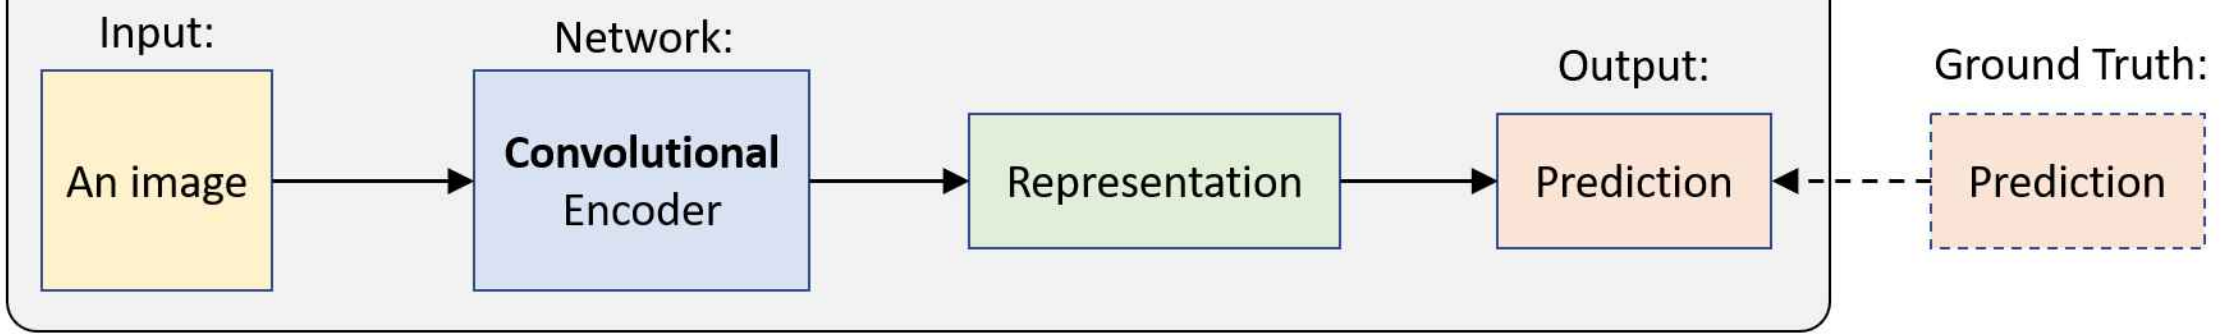 Input:
Network:
Output:
Ground Truth:
An image
Convolutional
Encoder
Representation
Prediction
Prediction